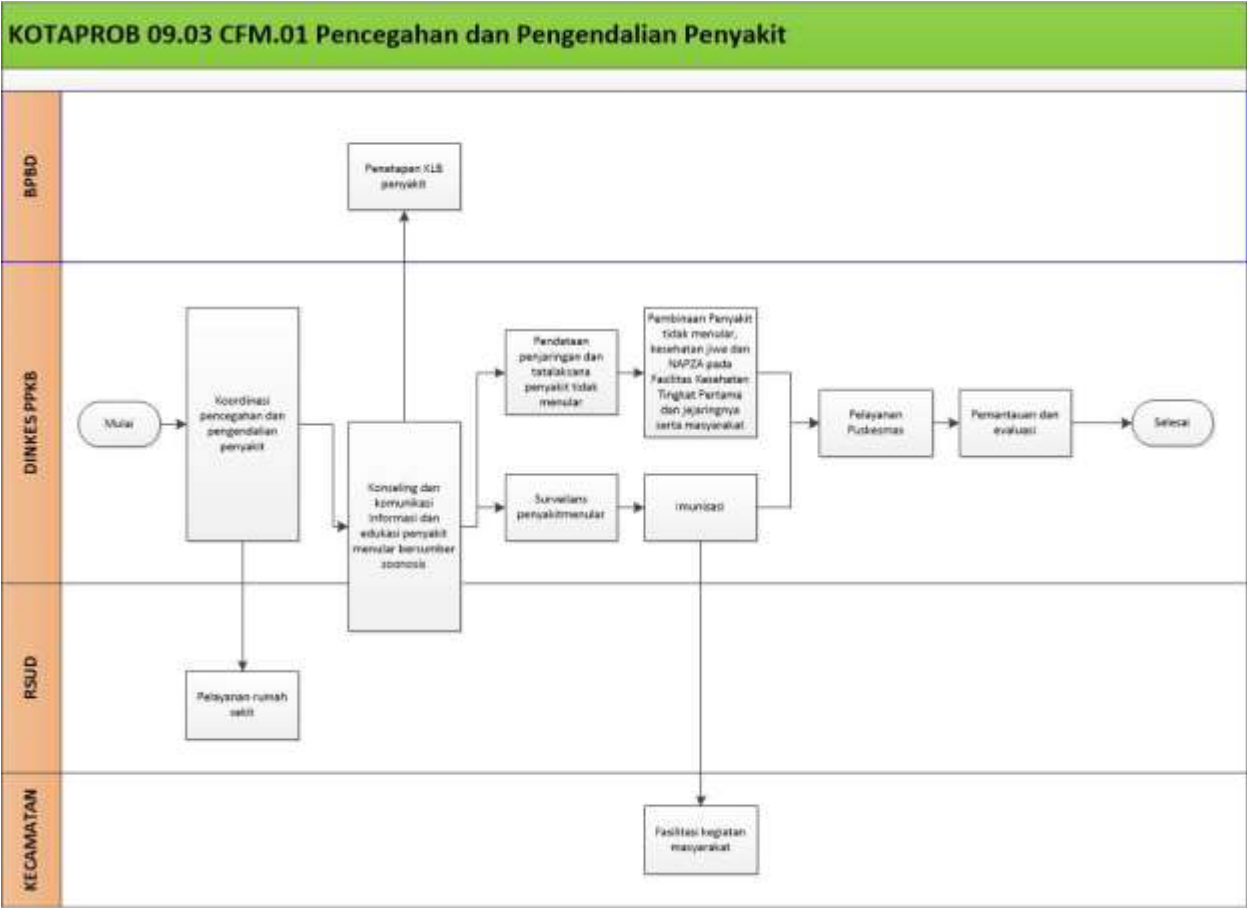 KOTAPROB 09.03 CFM.01 Pencegahan dan Pengendalian Penyakit
BPBD
Penetapan KLB
penyakit
DINKES PPKB
Mulai
Koordinasi
pencegahan dan
pengendalian
penyakit
Konseling dan
komunikasi
informasi dan
edukasi penyakit
menular bersumber
zoonosis
Pendataan
penjaringan dan
tatalaksana
penyakit tidak
menular
Pembinaan Penyakit
tidak menular,
kesehatan jiwa dan
NAPZA pada
Fasilitas Kesehatan
Tingkat Pertama
dan jejaringnya
serta masyarakat
Surveilans
penyakitmenular
Imunisasi
Pelayanan
Puskesmas
Pemantauan dan
evaluasi
Selesai
RSUD
Pelayanan rumah
sakit
KECAMATAN
Fasilitasi kegiatan
masyarakat